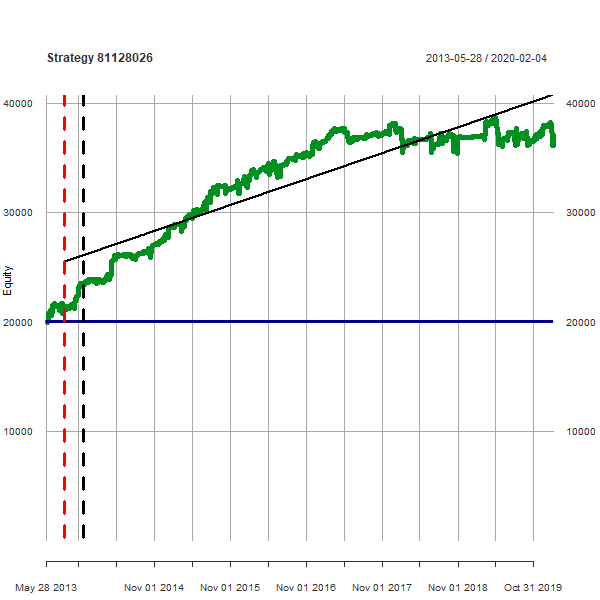 Strategy 81128026
2013-05-28 / 2020-02-04
40000
40000
30000
30000
Equity
20000
20000
10000
10000
May 28 2013
Nov 01 2014
Nov 01 2015
Nov 01 2016
Nov 01 2017
Nov 01 2018
Oct 31 2019